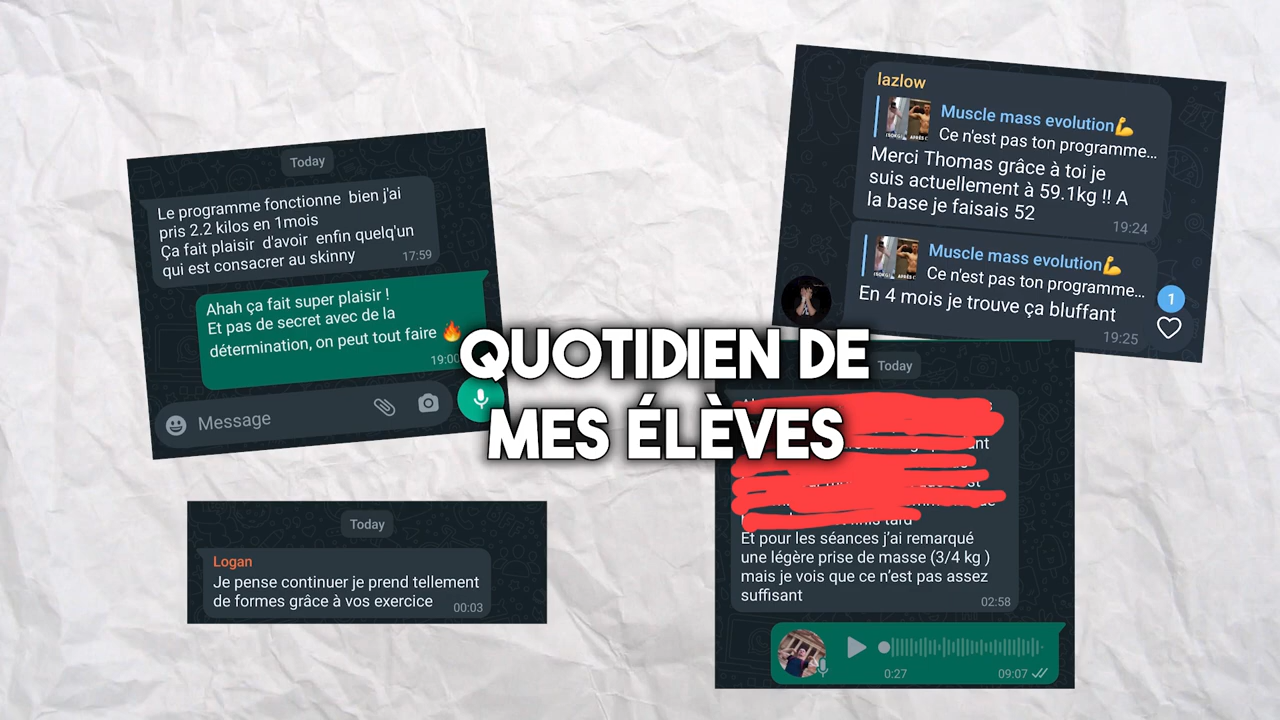 Today
Le programme fonctionne bien j'ai
pris 2.2 kilos en 1mois
Ça fait plaisir d'avoir enfin quelq'un
qui est consacrer au skinny
17:59
Ahah ça fait super plaisir !
Et pas de secret avec de la
détermination, on peut tout faire 🔥
19:00
Message
lazlow
Muscle mass evolution💪
Ce n'est pas ton programme...
Merci Thomas grâce à toi je
suis actuellement à 59.1kg !! A
la base je faisais 52
19:24
Muscle mass evolution💪
Ce n'est pas ton programme...
En 4 mois je trouve ça bluffant
19:25
1
QUOTIDIEN DE
MES ÉLÈVES
Today
Logan
Je pense continuer je prend tellement
de formes grâce à vos exercice
00:03
Today
tard
Et pour les séances j'ai remarqué
une légère prise de masse (3/4 kg )
mais je vois que ce n'est pas assez
suffisant
02:58
0:27
09:07